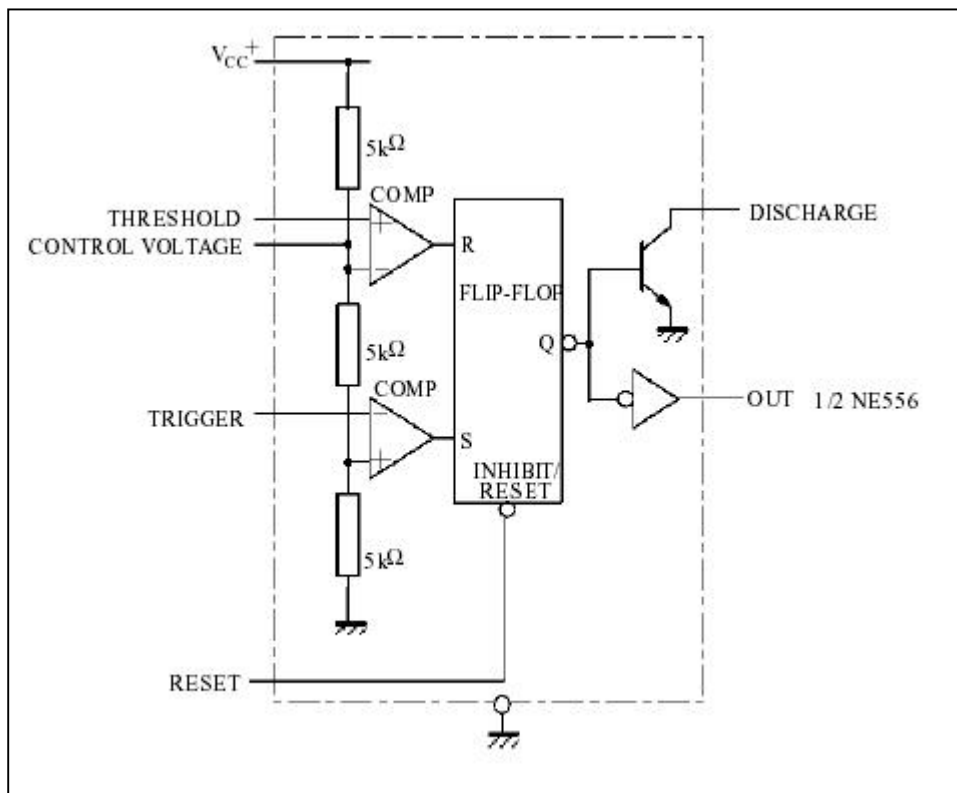 VCC+
5kΩ
COMP
THRESHOLD
CONTROL VOLTAGE
+
−
R
FLIP-FLOP
Q
DISCHARGE
5kΩ
COMP
TRIGGER
−
+
S
OUT 1/2 NE556
INHIBIT/
RESET
5kΩ
RESET